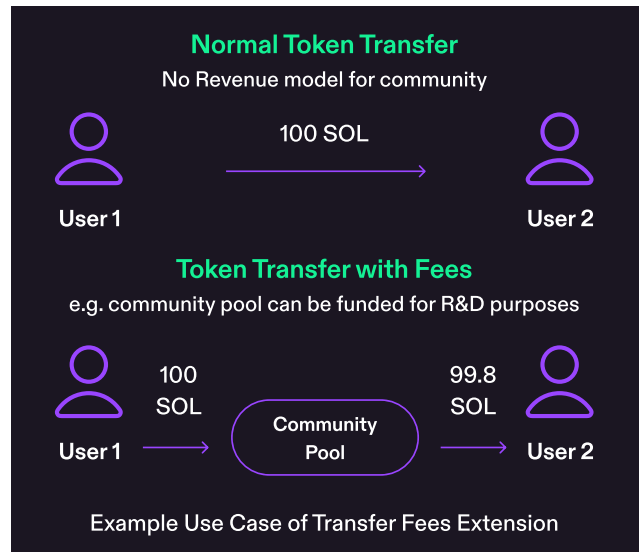 Normal Token Transfer
No Revenue model for community
100 SOL
User 1
User 2
Token Transfer with Fees
e.g. community pool can be funded for R&D purposes
100
SOL
99.8
SOL
Community
Pool
User 1
User 2
Example Use Case of Transfer Fees Extension